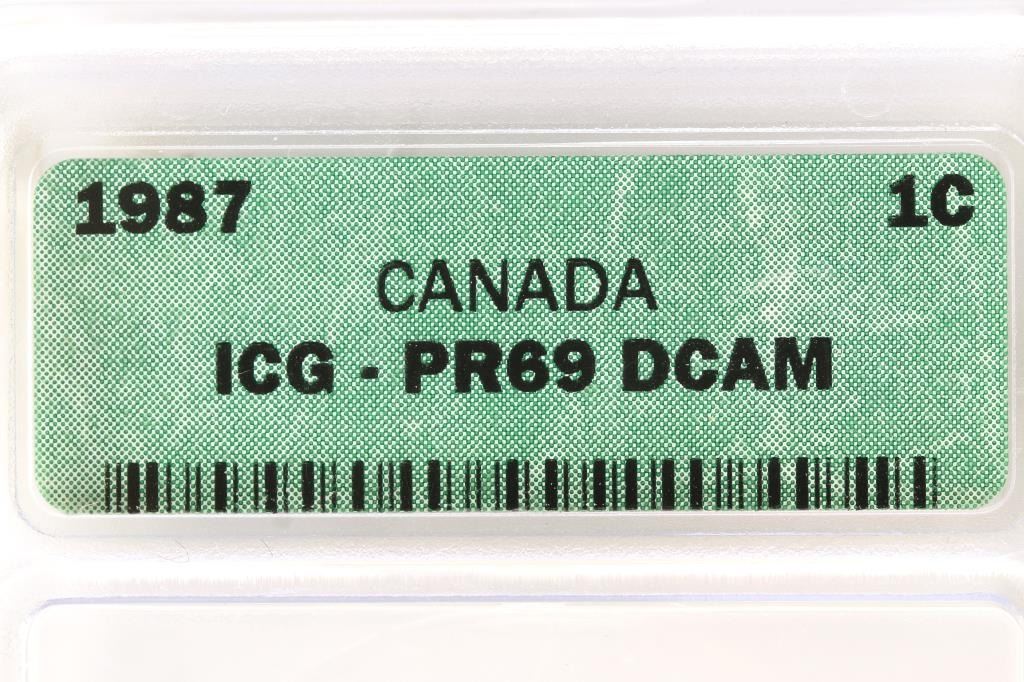 1987 1C
CANADA
ICG - PR69 DCAM